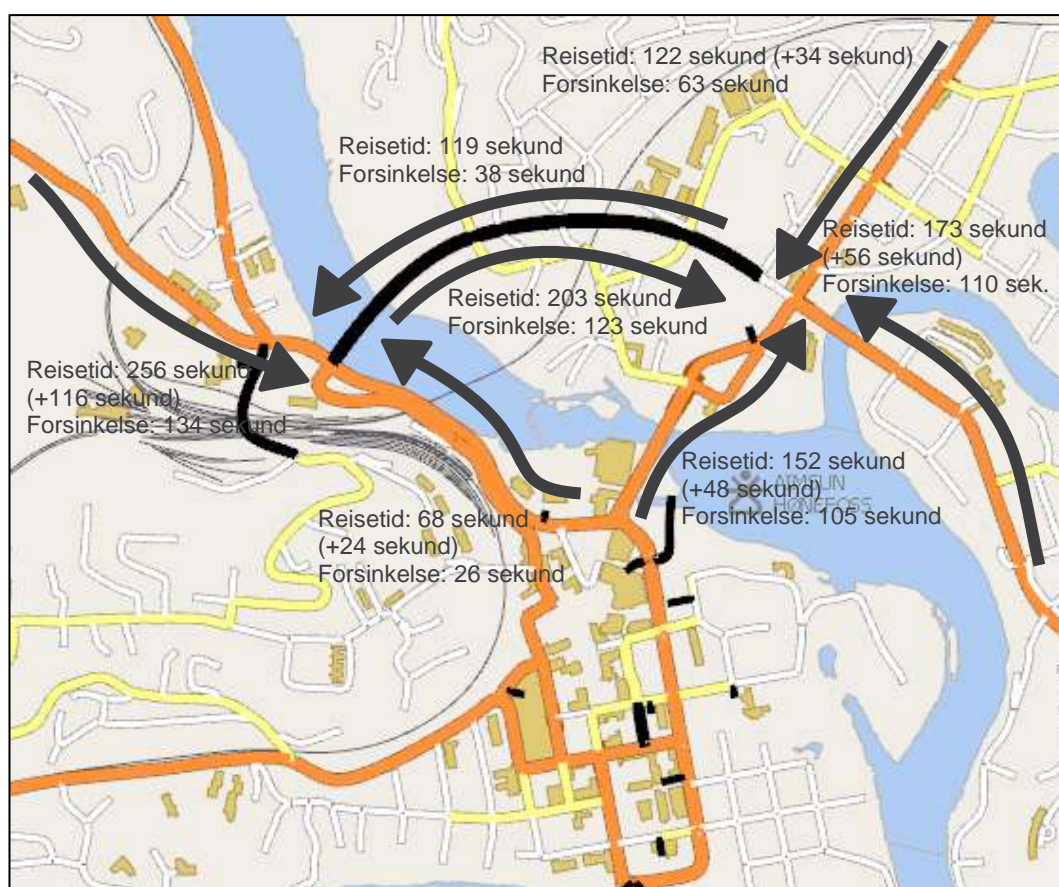 Reisetid: 122 sekund (+34 sekund)
Forsinkelse: 63 sekund
Reisetid: 119 sekund
Forsinkelse: 38 sekund
Reisetid: 173 sekund
(+56 sekund)
Forsinkelse: 110 sek.
Reisetid: 203 sekund
Forsinkelse: 123 sekund
Reisetid: 256 sekund
(+116 sekund)
Forsinkelse: 134 sekund
Reisetid: 152 sekund
(+48 sekund)
Forsinkelse: 105 sekund
HØNEFOSS
Reisetid: 68 sekund
(+24 sekund)
Forsinkelse: 26 sekund